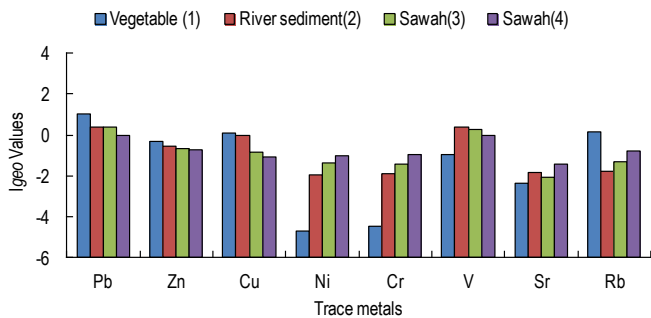 Vegetable (1) River sediment(2) Sawah(3) Sawah(4)
4
2
0
-2
-4
-6
Igeo Values
Pb Zn Cu Ni Cr V Sr Rb
Trace metals